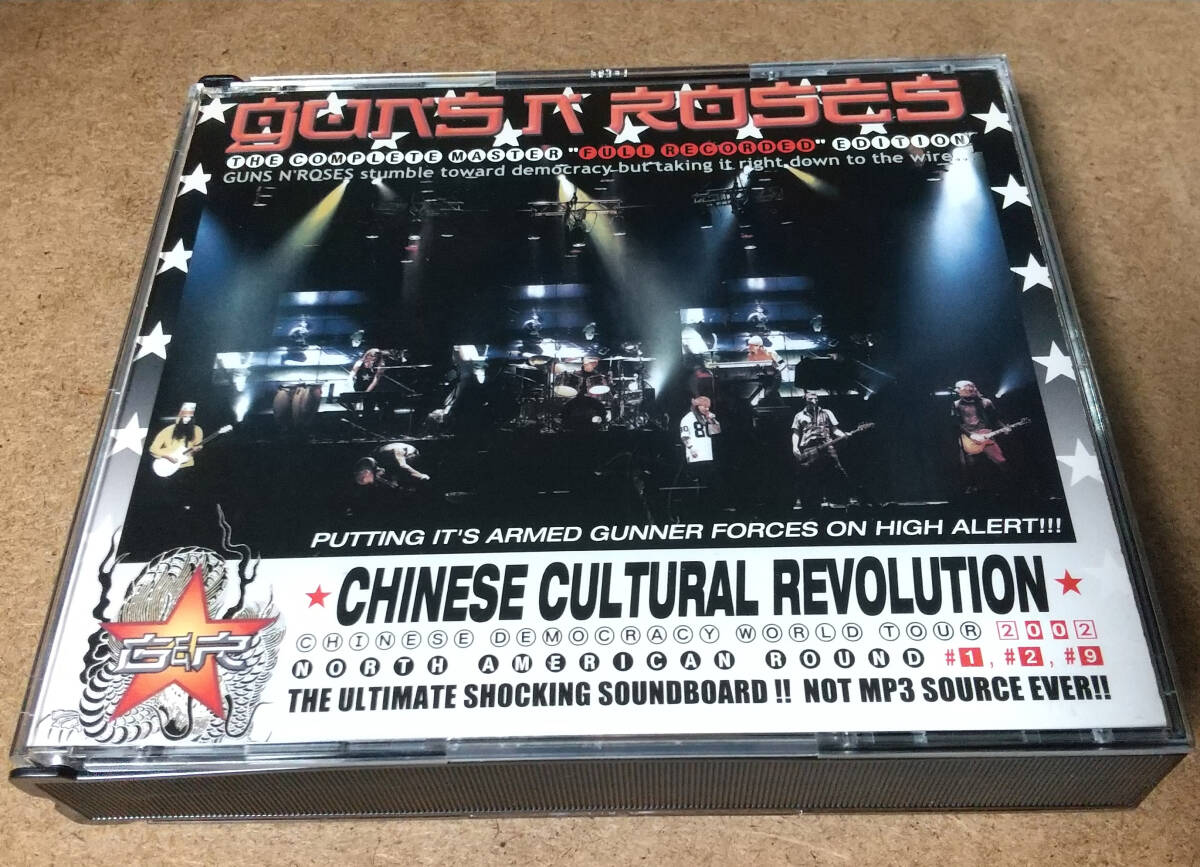 GUNS N' ROSES
THE COMPLETE MASTER "FULL RECORDED" EDITION
GUNS N'ROSES stumble toward democracy but taking it right down to the wire...
80
PUTTING IT'S ARMED GUNNER FORCES ON HIGH ALERT!!!
★ CHINESE CULTURAL REVOLUTION ★
CHINESE DEMOCRACY WORLD TOUR 2002
NORTH AMERICAN ROUND #1, #2, #9
GNR
THE ULTIMATE SHOCKING SOUNDBOARD!! NOT MP3 SOURCE EVER!!